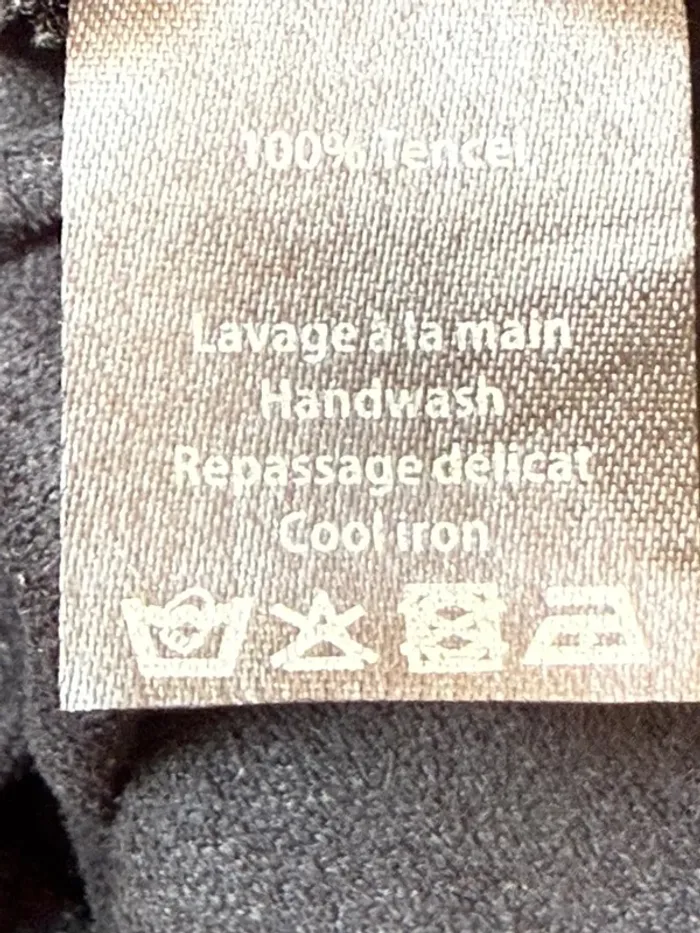 100% Tencel
Lavage à la main
Handwash
Repassage délicat
Cool iron